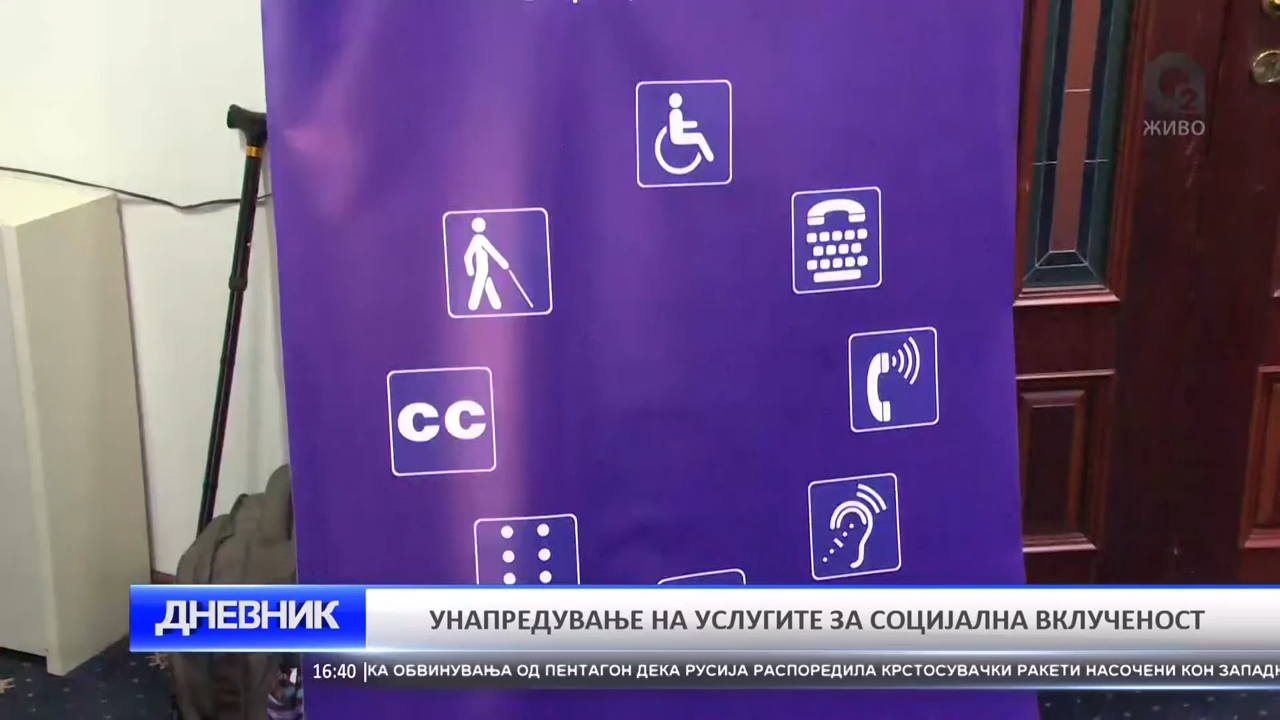 ЖИВО
CC
ДНЕВНИК
УНАПРЕДУВАЊЕ НА УСЛУГИТЕ ЗА СОЦИЈАЛНА ВКЛУЧЕНОСТ
16:40
КА ОБВИНУВАЊА ОД ПЕНТАГОН ДЕКА РУСИЈА РАСПОРЕДИЛА КРСТОСУВАЧКИ РАКЕТИ НАСОЧЕНИ КОН ЗАПАДН